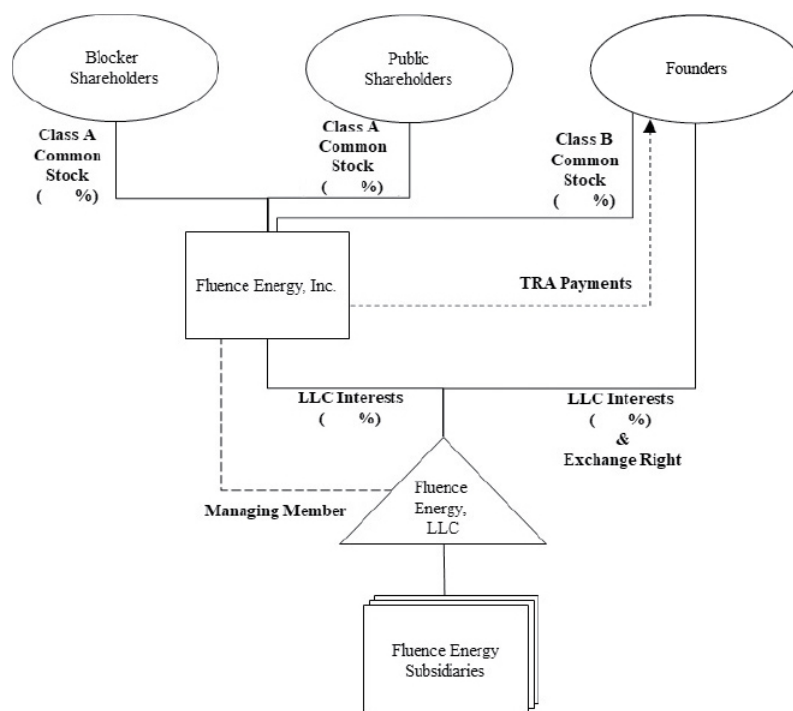 Blocker
Shareholders
Public
Shareholders
Founders
Class A
Common
Stock
( %)
Class A
Common
Stock
( %)
Class B
Common
Stock
( %)
Fluence Energy, Inc.
TRA Payments
LLC Interests
( %)
LLC Interests
( %)
&
Exchange Right
Managing Member
Fluence
Energy,
LLC
Fluence Energy
Subsidiaries